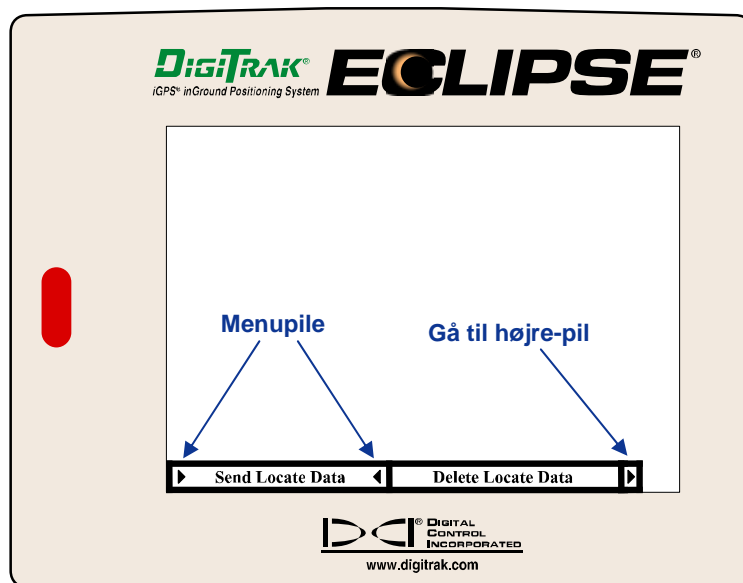 DIGITRAK® ECLIPSE®
iGPS® inGround Positioning System
Menupile
Gå til højre-pil
Send Locate Data Delete Locate Data
® DIGITAL
CONTROL
INCORPORATED
www.digitrak.com